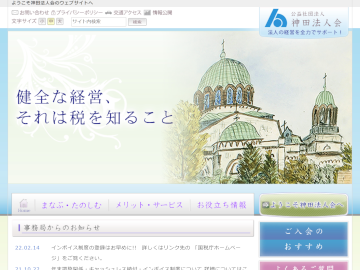 ようこそ神田法人会のウェブサイトへ
お問い合わせ プライバシーポリシー 交通アクセス 情報公開
文字サイズ 小 中 大 サイト内検索
公益社団法人
神田法人会
法人の経営を全力でサポート!
健全な経営、
それは税を知ること
Home まなぶ・たのしむ メリット・サービス お役立ち情報 ようこそ神田法人会へ
事務局からのお知らせ
22.02.14 インボイス制度の登録はお早めに!! 詳しくはリンク先の「国税庁ホームページ」をご覧ください。
ご入会の
おすすめ
よくあるご質問